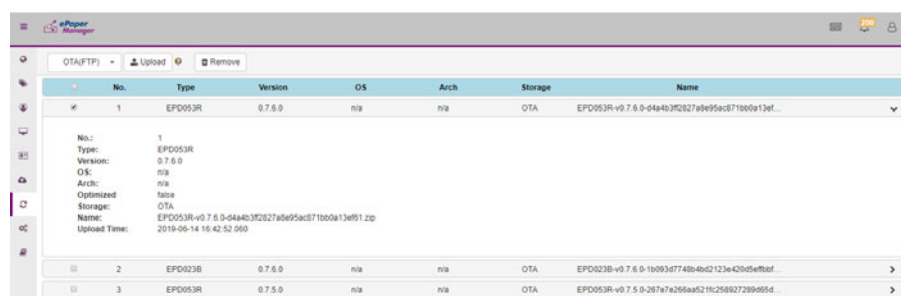 ePaper
Manager
200
OTA(FTP) Upload Remove
No. Type Version OS Arch Storage Name
1 EPD053R 0.7.6.0 n/a n/a OTA EPD053R-v0.7.6.0-d4a4b3ff2827a8e95ac871bb0a13ef...
No.: 1
Type: EPD053R
Version: 0.7.6.0
OS: n/a
Arch: n/a
Optimized false
Storage: OTA
Name: EPD053R-v0.7.6.0-d4a4b3ff2827a8e95ac871bb0a13ef61.zip
Upload Time: 2019-06-14 16:42:52.060
2 EPD023B 0.7.6.0 n/a n/a OTA EPD023B-v0.7.6.0-1b093d7748b4bd2123e420d5effbbf...
3 EPD053R 0.7.5.0 n/a n/a OTA EPD053R-v0.7.5.0-267e7e266aa521fc258927289d65d...